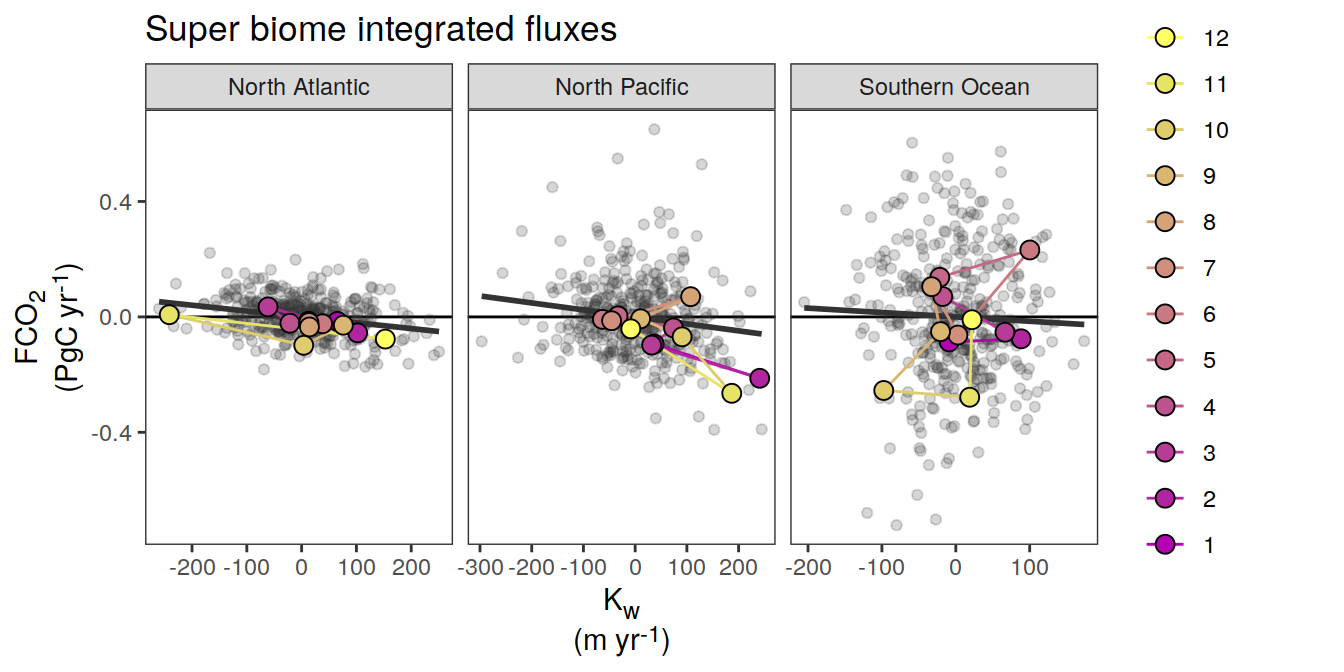 Super biome integrated fluxes
North Atlantic
North Pacific
Southern Ocean
FCO2
(PgC yr-1)
0.4
0.0
-0.4
-200 -100 0 100 200
-300 -200 -100 0 100 200
-200 -100 0 100
Kw
(m yr-1)
12
11
10
9
8
7
6
5
4
3
2
1